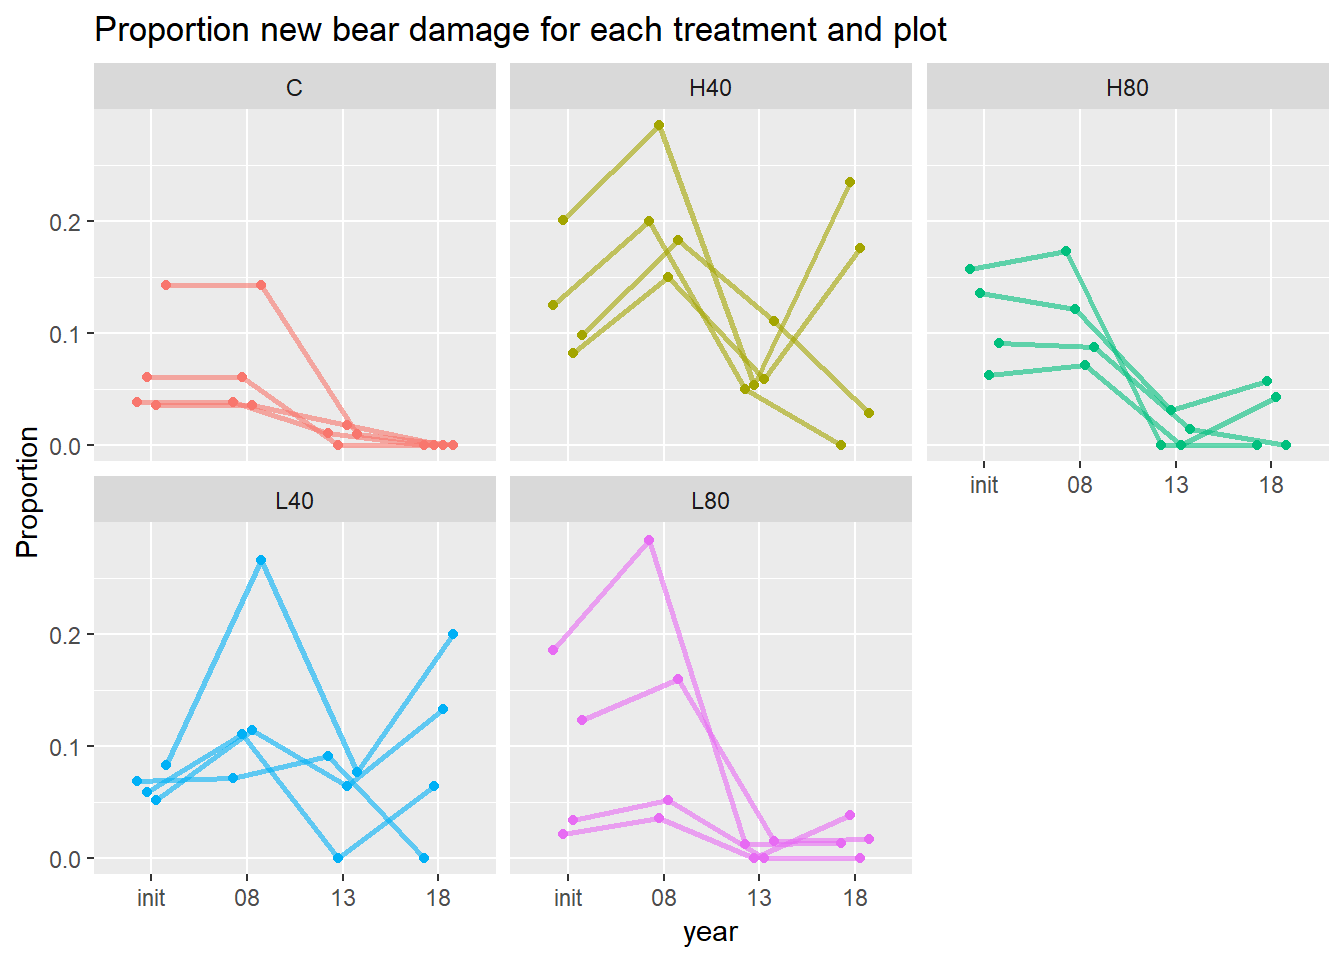 Proportion new bear damage for each treatment and plot
C
H40
H80
0.2
0.1
0.0
init 08 13 18
L40
L80
0.2
0.1
0.0
init 08 13 18
init 08 13 18
Proportion
year